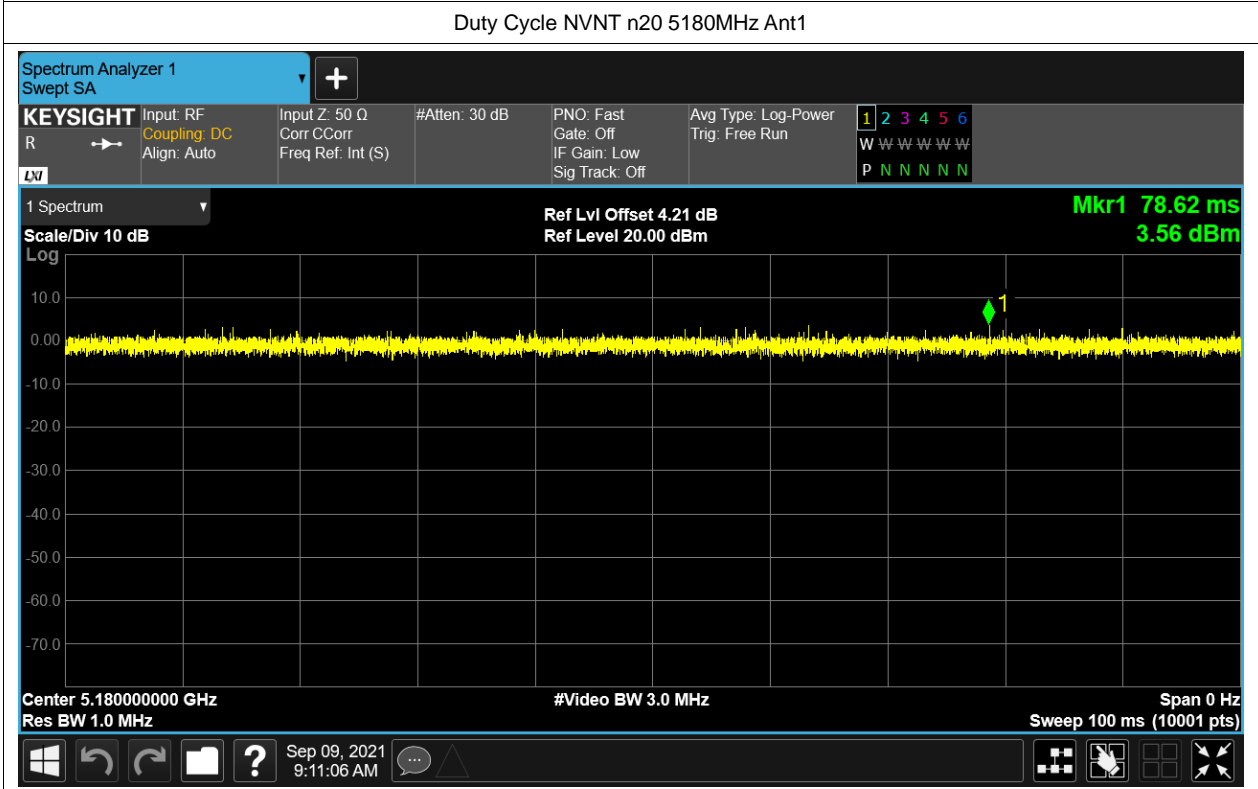 Duty Cycle NVNT n20 5180MHz Ant1
Spectrum Analyzer 1
Swept SA
KEYSIGHT
R
LXI
Input: RF
Coupling: DC
Align: Auto
Input Z: 50 Ω
Corr CCorr
Freq Ref: Int (S)
#Atten: 30 dB
PNO: Fast
Gate: Off
IF Gain: Low
Sig Track: Off
Avg Type: Log-Power
Trig: Free Run
1 2 3 4 5 6
W W W W W W
P N N N N N
1 Spectrum
Scale/Div 10 dB
Log
Ref Lvl Offset 4.21 dB
Ref Level 20.00 dBm
Mkr1 78.62 ms
3.56 dBm
1
10.0
0.00
-10.0
-20.0
-30.0
-40.0
-50.0
-60.0
-70.0
Center 5.180000000 GHz
Res BW 1.0 MHz
#Video BW 3.0 MHz
Span 0 Hz
Sweep 100 ms (10001 pts)
?
Sep 09, 2021
9:11:06 AM